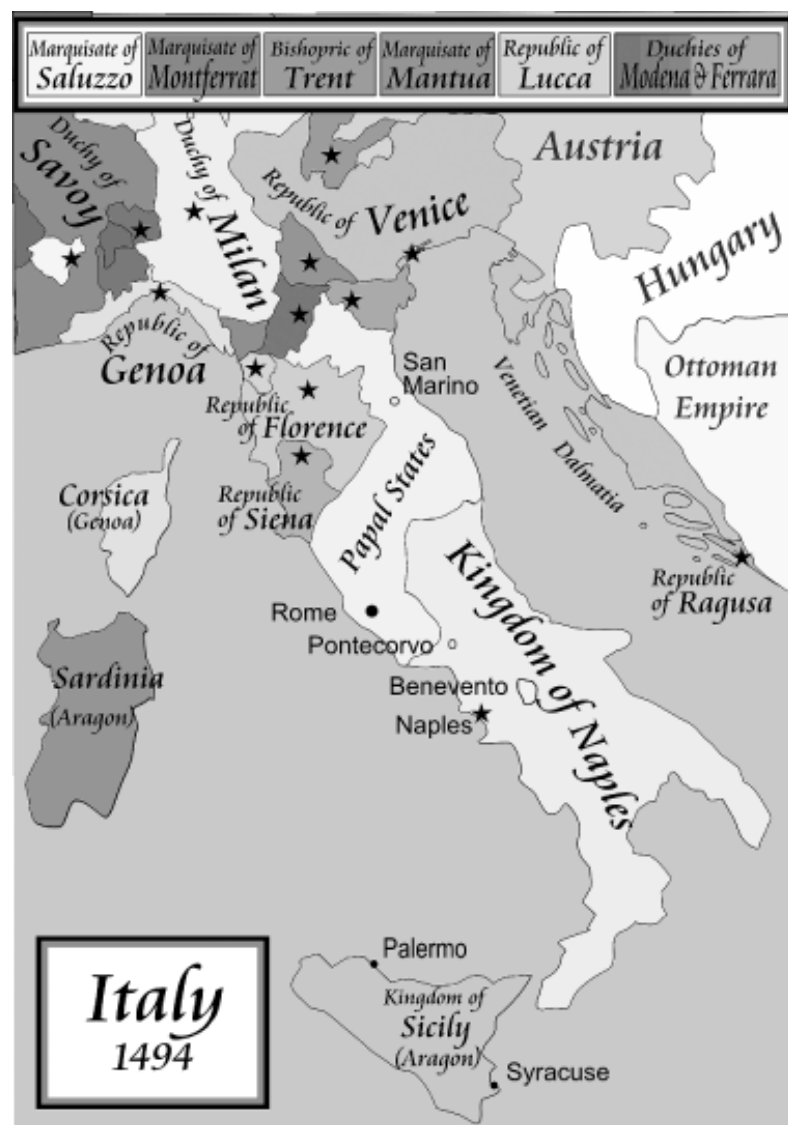 Marquisate of
Saluzzo
Marquisate of
Montferrat
Bishopric of
Trent
Marquisate of
Mantua
Republic of
Lucca
Duchies of
Modena & Ferrara
Duchy of
Savoy
Duchy of
Milan
Republic of
Venice
Austria
Hungary
Republic of
Genoa
San
Marino
Ottoman
Empire
Venetian
Dalmatia
Republic
of Florence
Corsica
(Genoa)
Republic
of Siena
Papal States
Kingdom of Naples
Republic
of Ragusa
Rome
Pontecorvo
Benevento
Naples
Sardinia
(Aragon)
Palermo
Kingdom of
Sicily
(Aragon)
Syracuse
Italy
1494